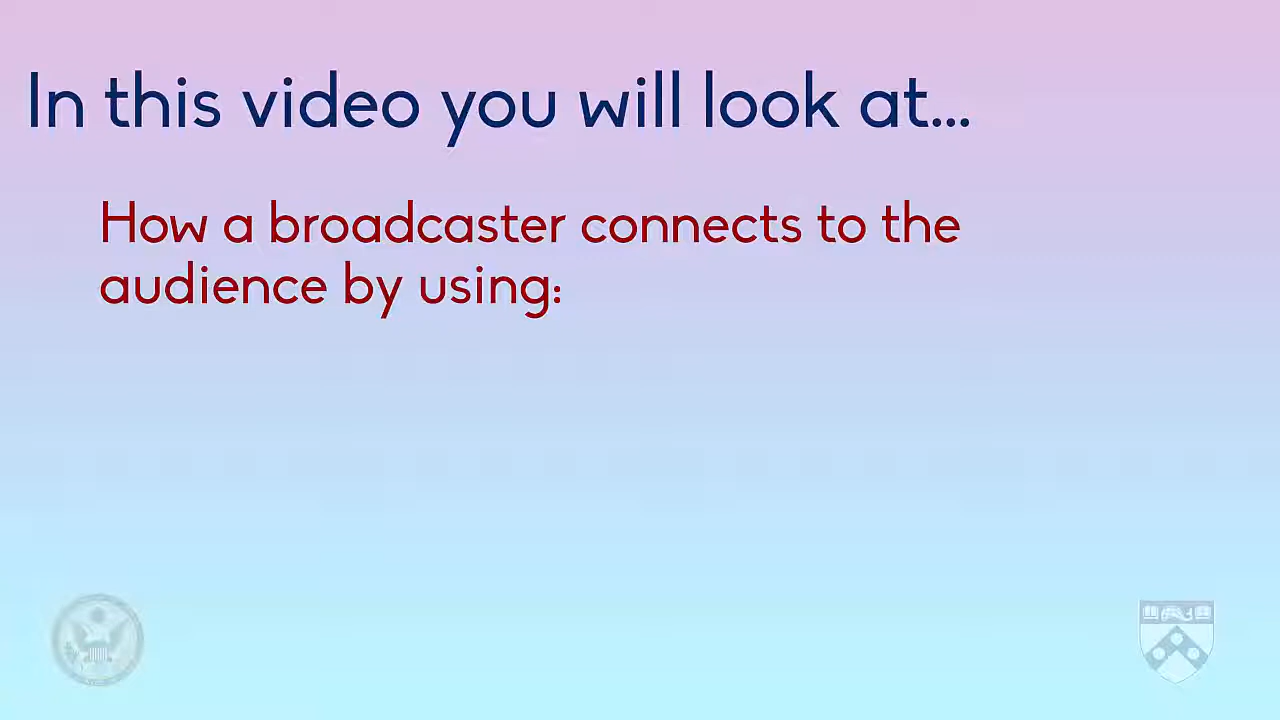 In this video you will look at...
How a broadcaster connects to the
audience by using: